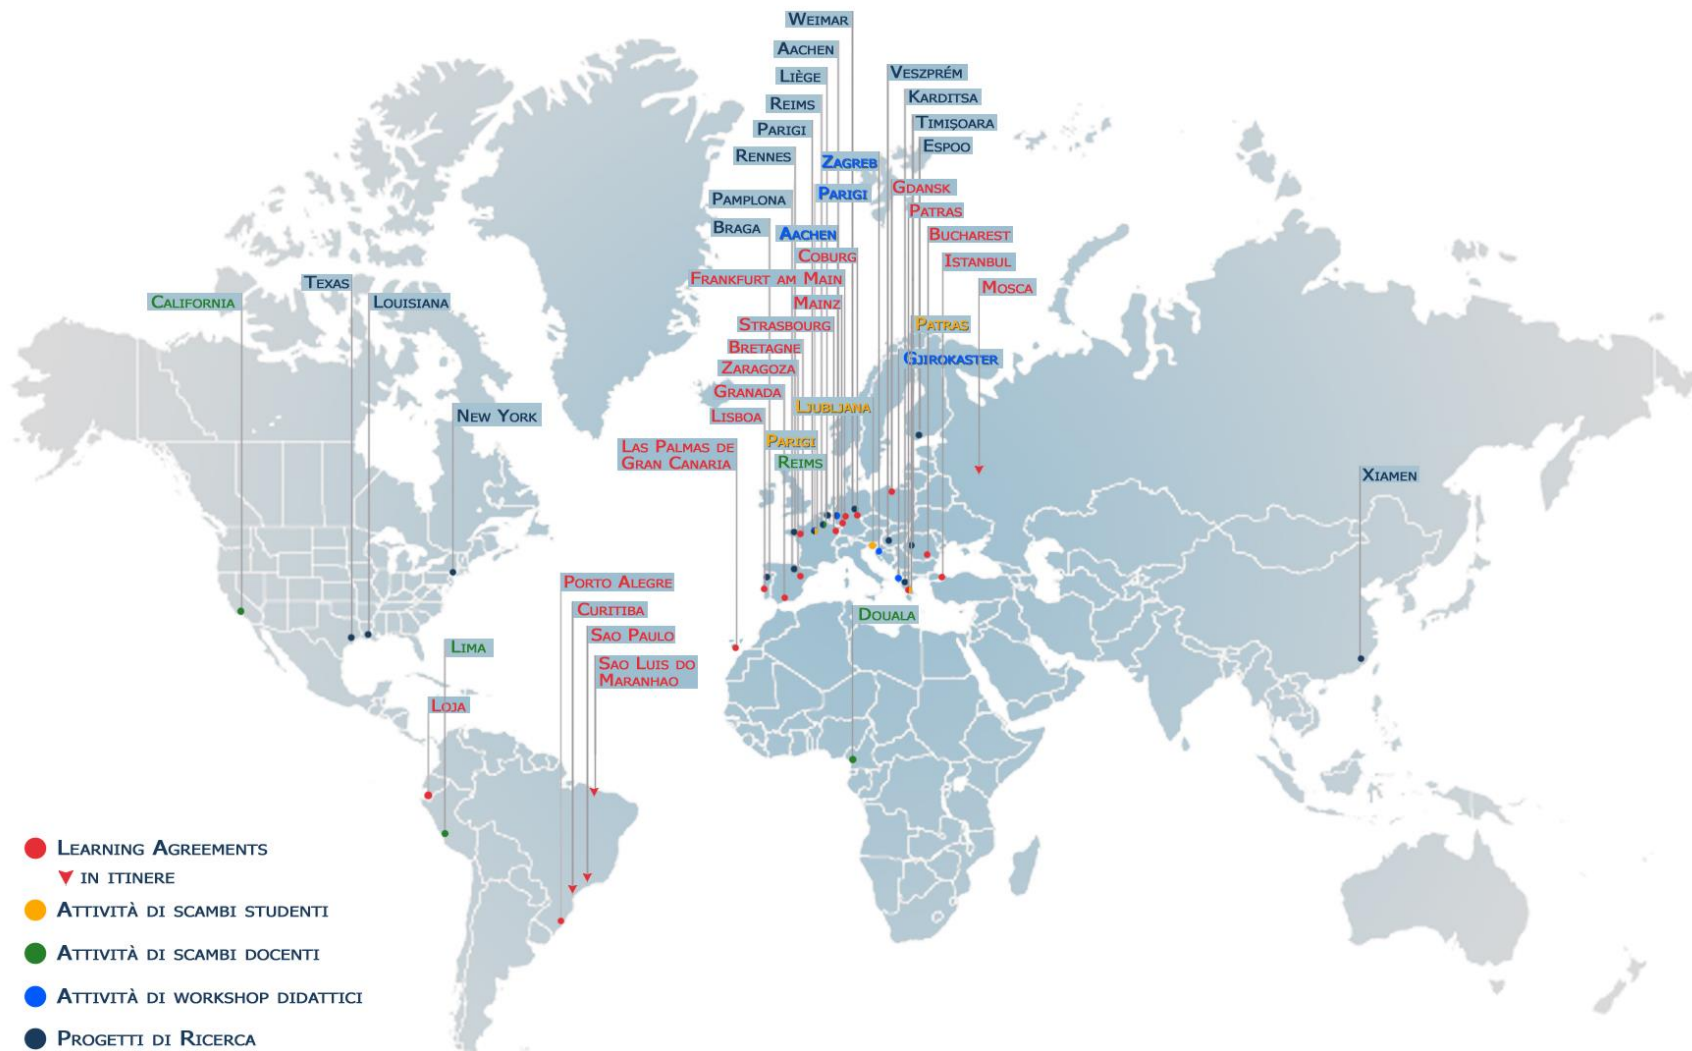 Weimar
Aachen
Liège
Reims
Parigi
Rennes
Pamplona
Braga
Veszprém
Karditsa
Timişoara
Espoo
Zagreb
Parigi
Aachen
Gdansk
Patras
Bucharest
Istanbul
Mosca
Coburg
Frankfurt am Main
Mainz
Strasbourg
Bretagne
Zaragoza
Granada
Lisboa
Las Palmas de
Gran Canaria
Patras
Gjirokaster
Ljubljana
Parigi
Reims
California
Texas
Louisiana
New York
Xiamen
Porto Alegre
Curitiba
Sao Paulo
Sao Luis do
Maranhao
Lima
Loja
Douala
Learning Agreements
in itinere
Attività di scambi studenti
Attività di scambi docenti
Attività di workshop didattici
Progetti di Ricerca